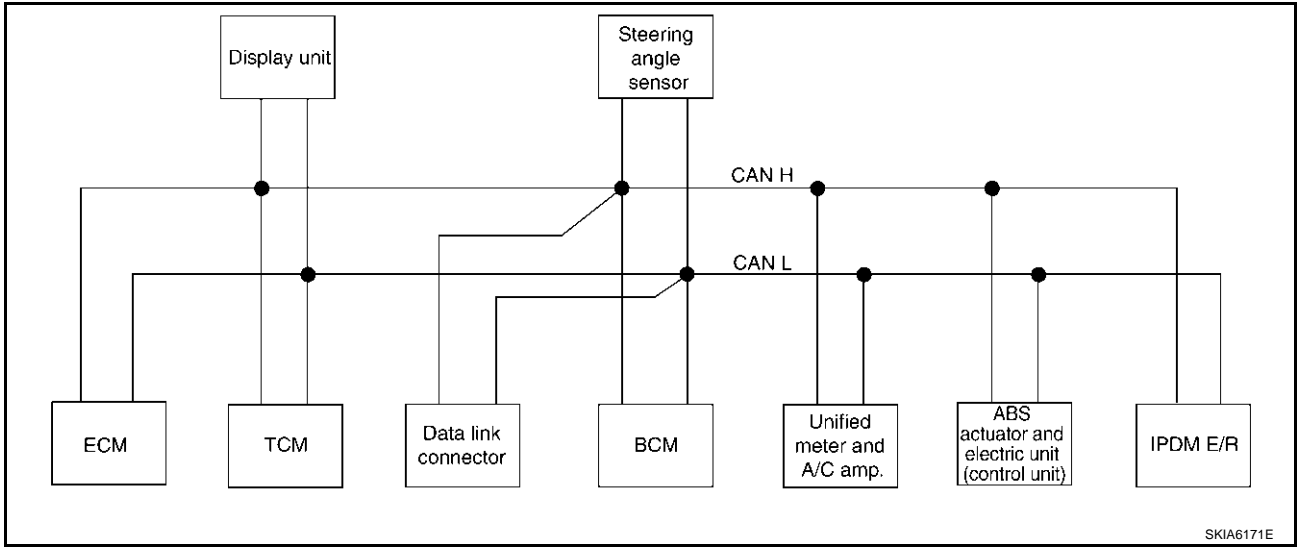 Display unit
Steering
angle
sensor
CAN H
CAN L
ECM
TCM
Data link
connector
BCM
Unified
meter and
A/C amp.
ABS
actuator and
electric unit
(control unit)
IPDM E/R
SKIA6171E